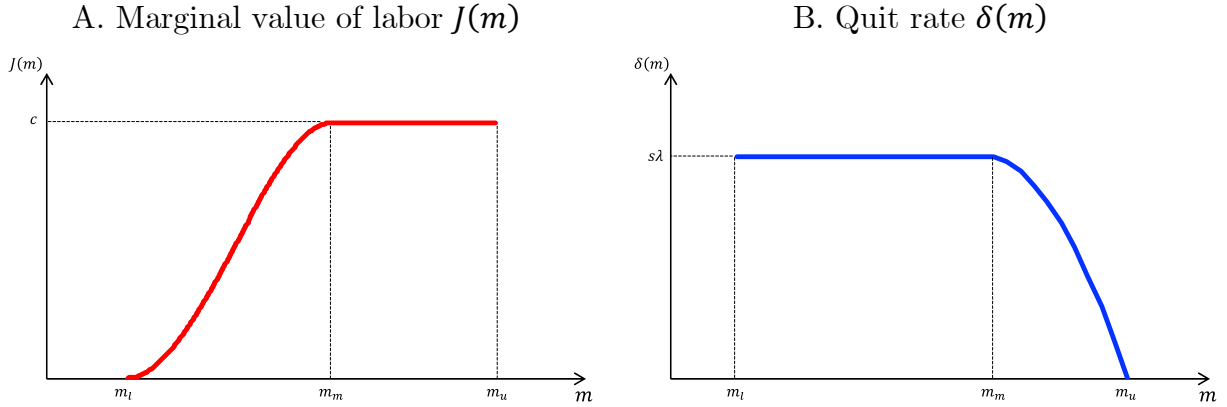 A. Marginal value of labor J(m)
J(m)
c
m_l
m_m
m_u
m
B. Quit rate δ(m)
δ(m)
sλ
m_l
m_m
m_u
m